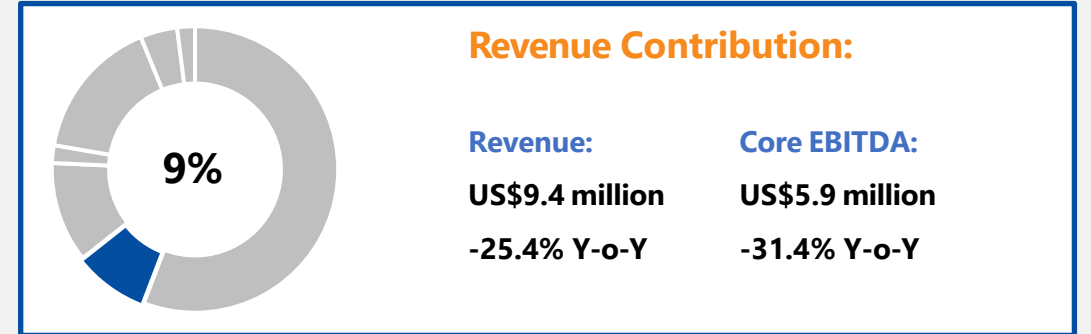 9%
Revenue Contribution:
Revenue:
US$9.4 million
-25.4% Y-o-Y
Core EBITDA:
US$5.9 million
-31.4% Y-o-Y